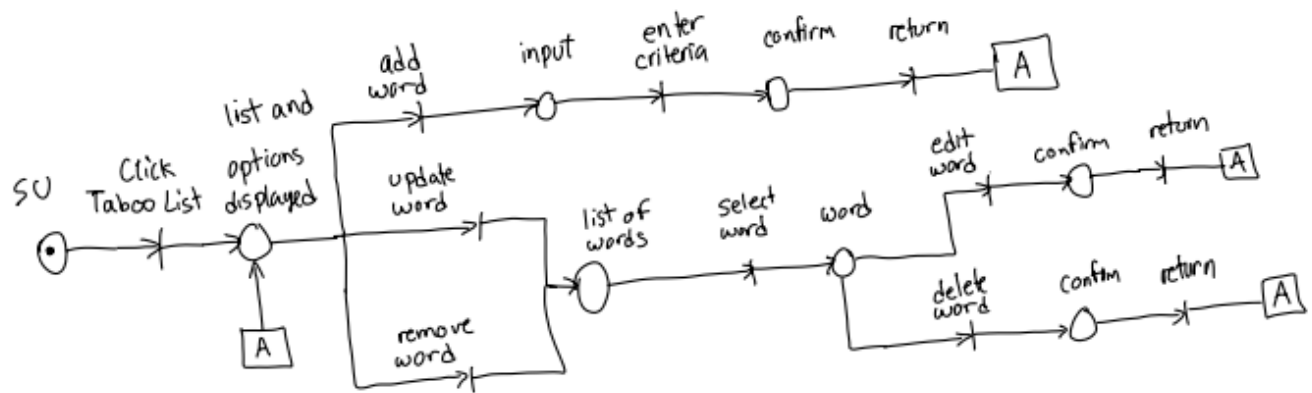 SU
Click
Taboo List
list and
options
displayed
A
add
word
input
enter
criteria
confirm
return
A
update
word
remove
word
list of
words
select
word
word
edit
word
confirm
return
A
delete
word
confirm
return
A